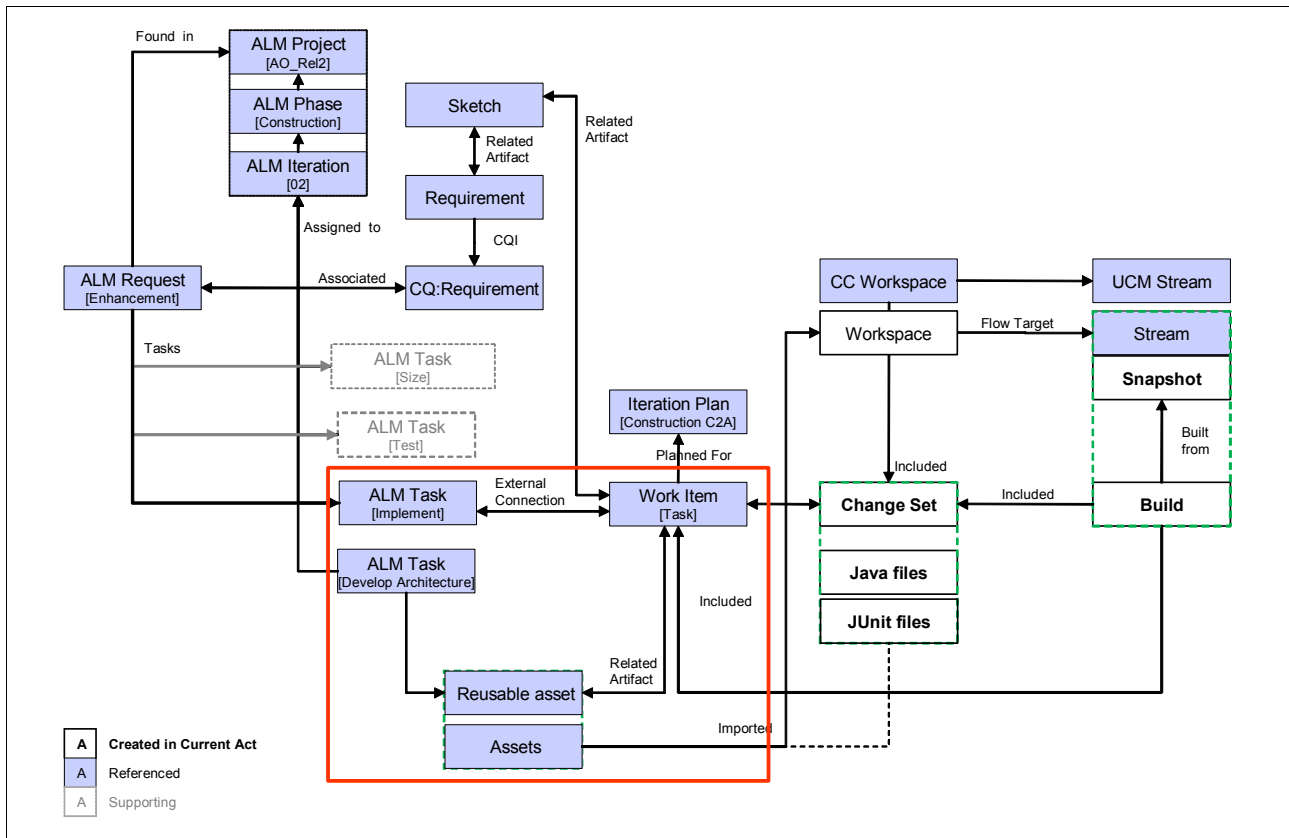 Found in
ALM Project
[AO_Rel2]
ALM Phase
[Construction]
ALM Iteration
[02]
Sketch
Related
Artifact
Related
Artifact
Requirement
Assigned to
CQI
ALM Request
[Enhancement]
Associated
CQ:Requirement
CC Workspace
UCM Stream
Workspace
Flow Target
Stream
Tasks
ALM Task
[Size]
Snapshot
Iteration Plan
[Construction C2A]
ALM Task
[Test]
Built
from
Planned For
Included
ALM Task
[Implement]
External
Connection
Work Item
[Task]
Change Set
Included
Build
ALM Task
[Develop Architecture]
Java files
Included
JUnit files
Related
Artifact
Reusable asset
Imported
Assets
A
Created in Current Act
A
Referenced
A
Supporting